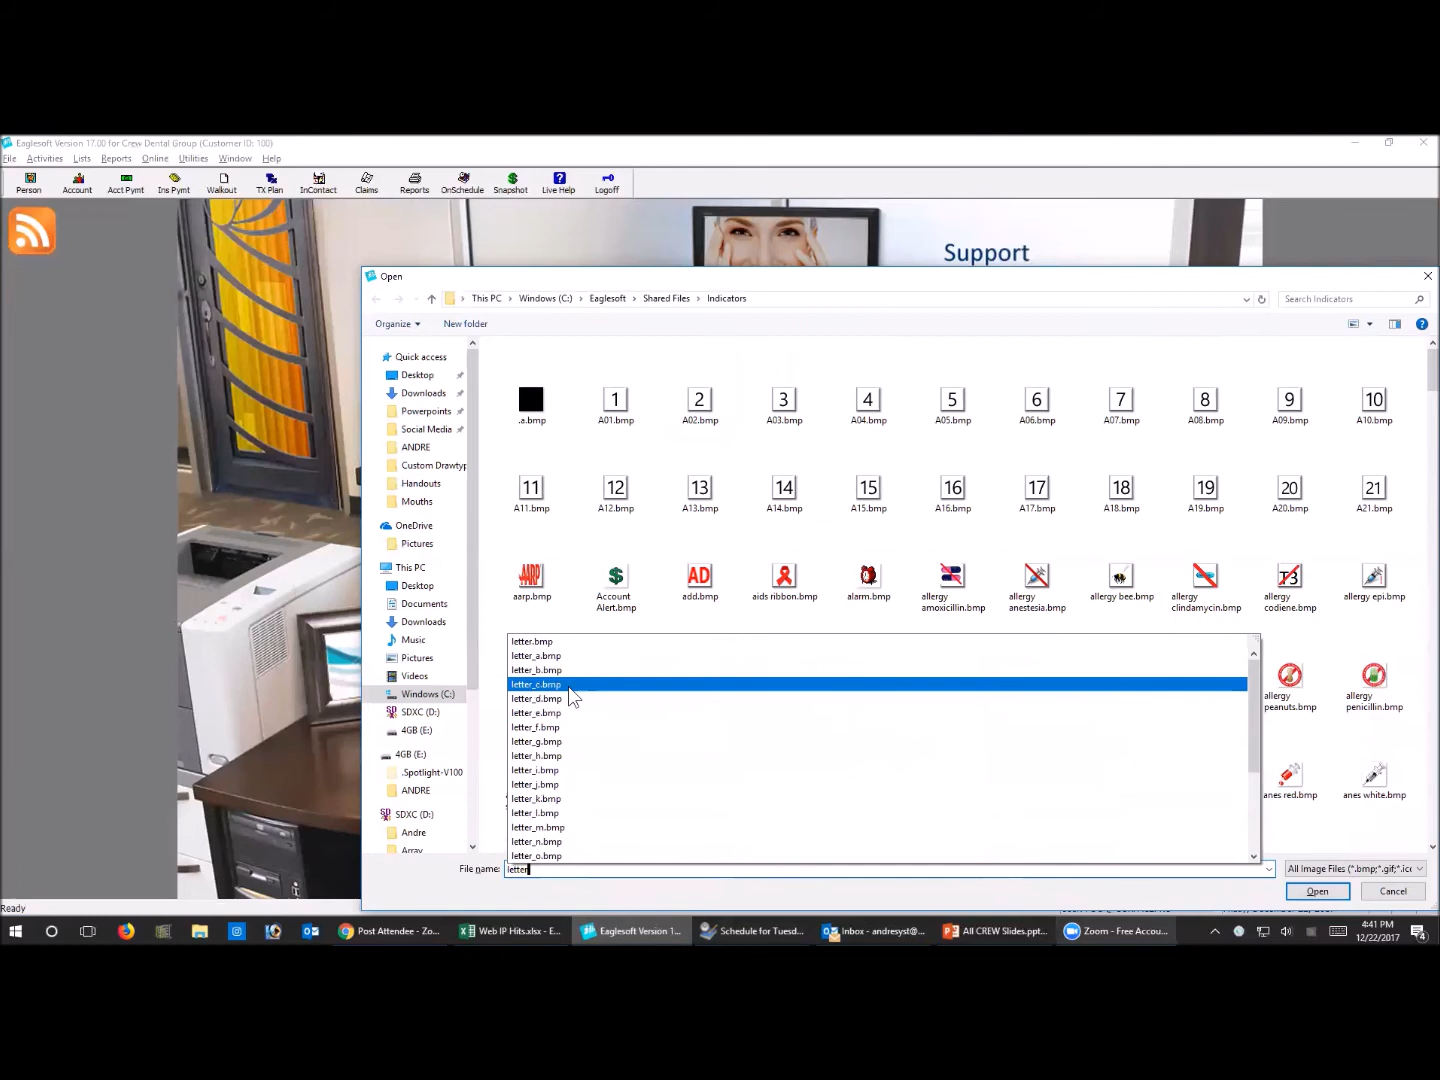 Eaglesoft Version 17.00 for Crew Dental Group (Customer ID: 100)
File Activities Lists Reports Online Utilities Window Help
Person Account Acct Pymt Ins Pymt Walkout TX Plan InContact Claims Reports OnSchedule Snapshot Live Help Logoff
Support
Open
This PC > Windows (C:) > Eaglesoft > Shared Files > Indicators
Search Indicators
Organize New folder
Quick access
Desktop
Downloads
Powerpoints
Social Media
ANDRE
Custom Drawtyp
Handouts
Mouths
OneDrive
Pictures
This PC
Desktop
Documents
Downloads
Music
Pictures
Videos
Windows (C:)
SDXC (D:)
4GB (E:)
4GB (E:)
.Spotlight-V100
ANDRE
SDXC (D:)
Andre
Array
1 2 3 4 5 6 7 8 9 10
.a.bmp A01.bmp A02.bmp A03.bmp A04.bmp A05.bmp A06.bmp A07.bmp A08.bmp A09.bmp A10.bmp
11 12 13 14 15 16 17 18 19 20 21
A11.bmp A12.bmp A13.bmp A14.bmp A15.bmp A16.bmp A17.bmp A18.bmp A19.bmp A20.bmp A21.bmp
AARP $ AD T3
aarp.bmp Account Alert.bmp add.bmp aids ribbon.bmp alarm.bmp allergy amoxicillin.bmp allergy anestesia.bmp allergy bee.bmp allergy clindamycin.bmp allergy codiene.bmp allergy epi.bmp
allergy peanuts.bmp allergy penicillin.bmp
anes red.bmp anes white.bmp
letter.bmp
letter_a.bmp
letter_b.bmp
letter_c.bmp
letter_d.bmp
letter_e.bmp
letter_f.bmp
letter_g.bmp
letter_h.bmp
letter_i.bmp
letter_j.bmp
letter_k.bmp
letter_l.bmp
letter_m.bmp
letter_n.bmp
letter_o.bmp
File name: letter
All Image Files (*.bmp;*.gif;*.icc
Open Cancel
Ready
Post Attendee - Zo...
Web IP Hits.xlsx - E...
Eaglesoft Version 1...
Schedule for Tuesd...
Inbox - andresyst@...
All CREW Slides.ppt...
Zoom - Free Accou...
4:41 PM
12/22/2017
4